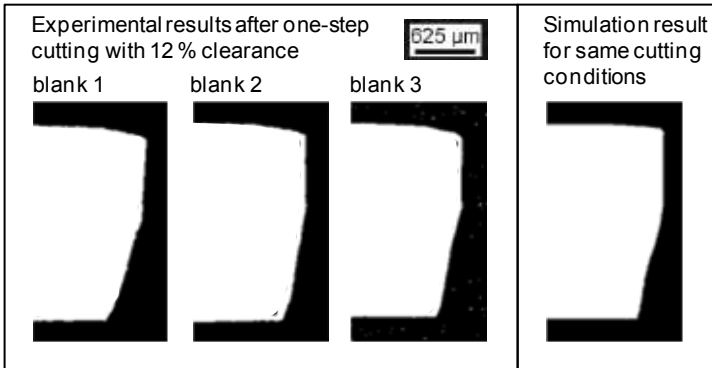 Experimental results after one-step
cutting with 12 % clearance
625 µm
blank 1
blank 2
blank 3
Simulation result
for same cutting
conditions